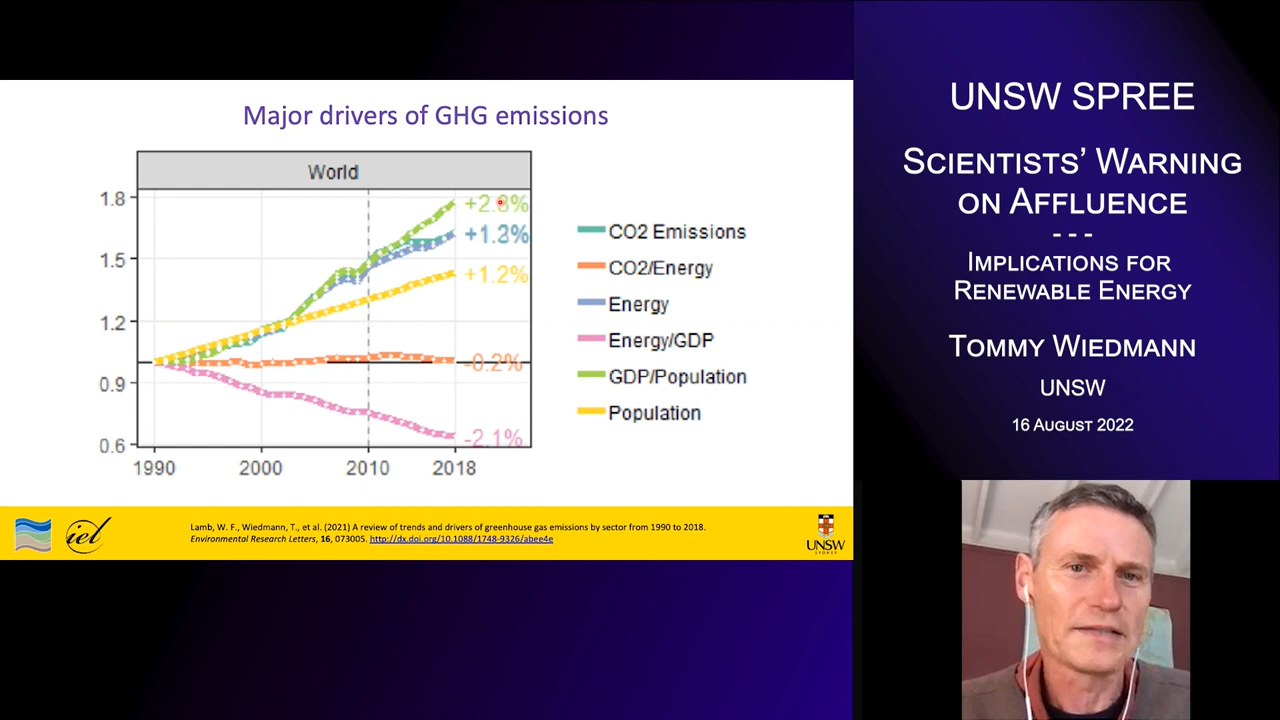 Major drivers of GHG emissions
World
1.8
1.5
1.2
0.9
0.6
1990 2000 2010 2018
+1.2%
-0.2%
-2.1%
CO2 Emissions
CO2/Energy
Energy
Energy/GDP
GDP/Population
Population
iel
Lamb, W. F., Wiedmann, T., et al. (2021) A review of trends and drivers of greenhouse gas emissions by sector from 1990 to 2018.
Environmental Research Letters, 16, 073005. http://dx.doi.org/10.1088/1748-9326/abee4e
UNSW
SYDNEY
UNSW SPREE
SCIENTISTS’ WARNING
ON AFFLUENCE
- - -
IMPLICATIONS FOR
RENEWABLE ENERGY
TOMMY WIEDMANN
UNSW
16 AUGUST 2022